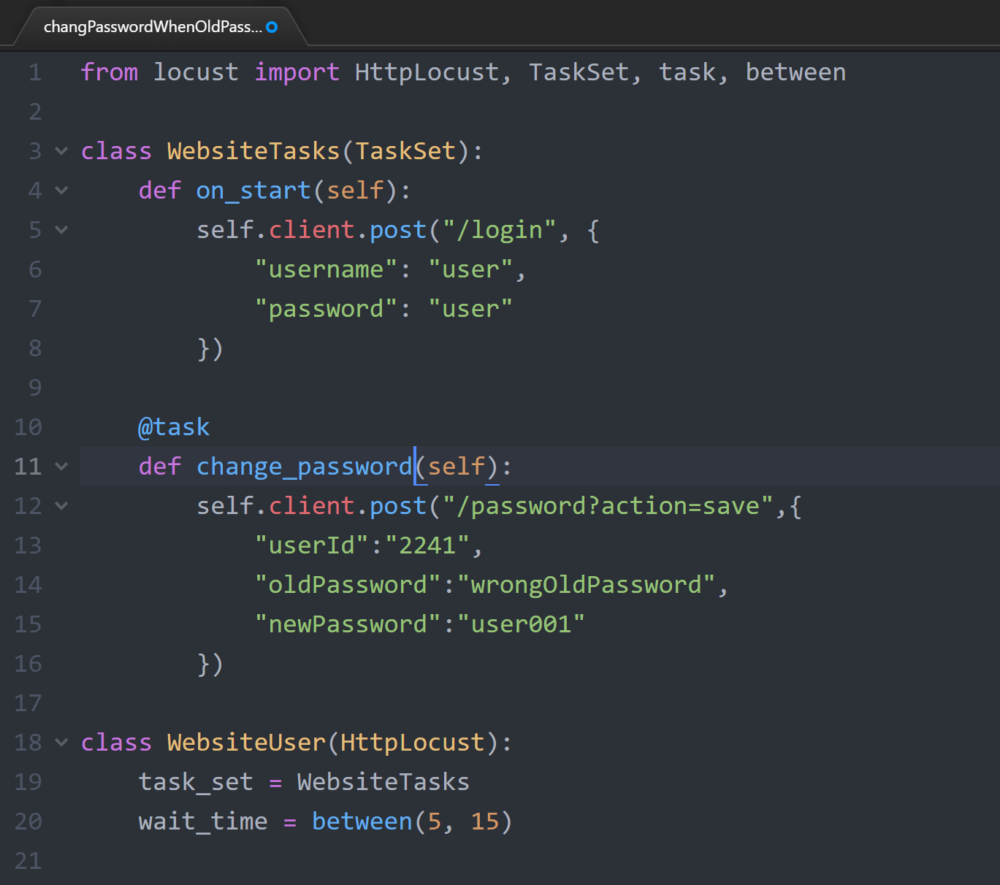 changPasswordWhenOldPass...
1 from locust import HttpLocust, TaskSet, task, between
2
3 class WebsiteTasks(TaskSet):
4     def on_start(self):
5         self.client.post("/login", {
6             "username": "user",
7             "password": "user"
8         })
9
10     @task
11     def change_password(self):
12         self.client.post("/password?action=save",{
13             "userId":"2241",
14             "oldPassword":"wrongOldPassword",
15             "newPassword":"user001"
16         })
17
18 class WebsiteUser(HttpLocust):
19     task_set = WebsiteTasks
20     wait_time = between(5, 15)
21